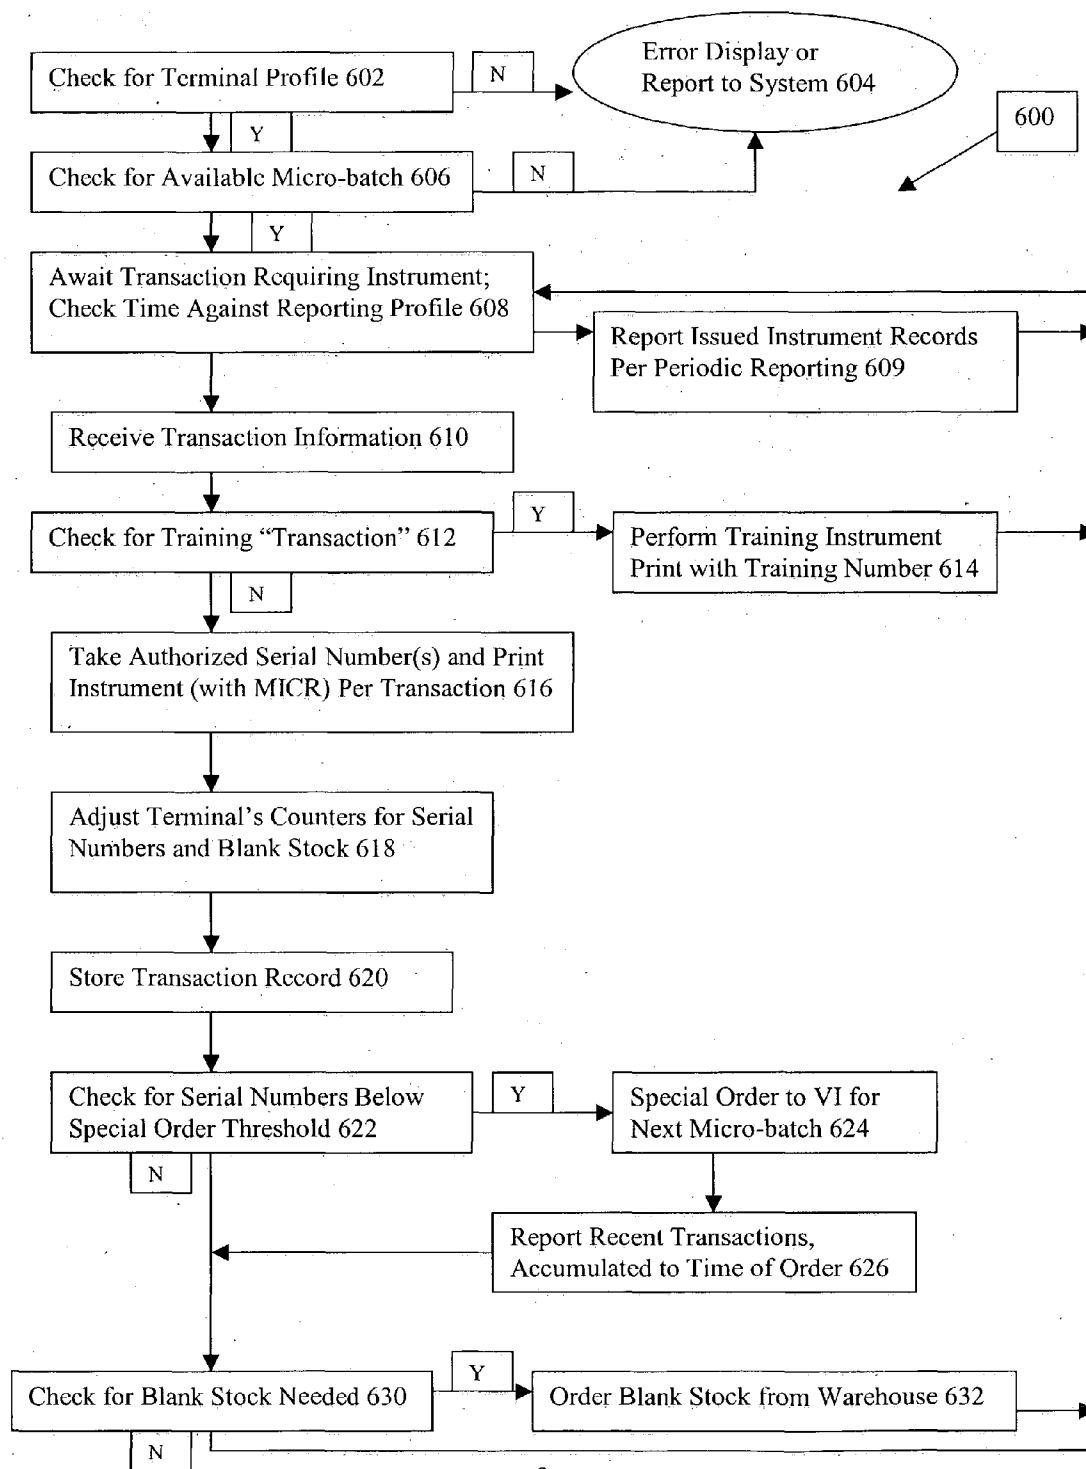 Check for Terminal Profile 602
N
Error Display or
Report to System 604
600
Y
Check for Available Micro-batch 606
N
Y
Await Transaction Requiring Instrument;
Check Time Against Reporting Profile 608
Report Issued Instrument Records
Per Periodic Reporting 609
Receive Transaction Information 610
Check for Training “Transaction” 612
Y
Perform Training Instrument
Print with Training Number 614
N
Take Authorized Serial Number(s) and Print
Instrument (with MICR) Per Transaction 616
Adjust Terminal's Counters for Serial
Numbers and Blank Stock 618
Store Transaction Record 620
Check for Serial Numbers Below
Special Order Threshold 622
Y
Special Order to VI for
Next Micro-batch 624
N
Report Recent Transactions,
Accumulated to Time of Order 626
Check for Blank Stock Needed 630
Y
Order Blank Stock from Warehouse 632
N